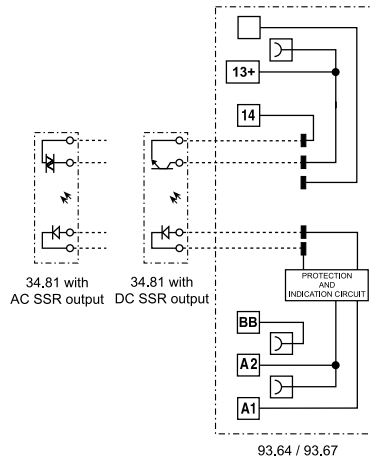 13+
14
34.81 with
AC SSR output
34.81 with
DC SSR output
PROTECTION
AND
INDICATION CIRCUIT
BB
A2
A1
93.64 / 93.67